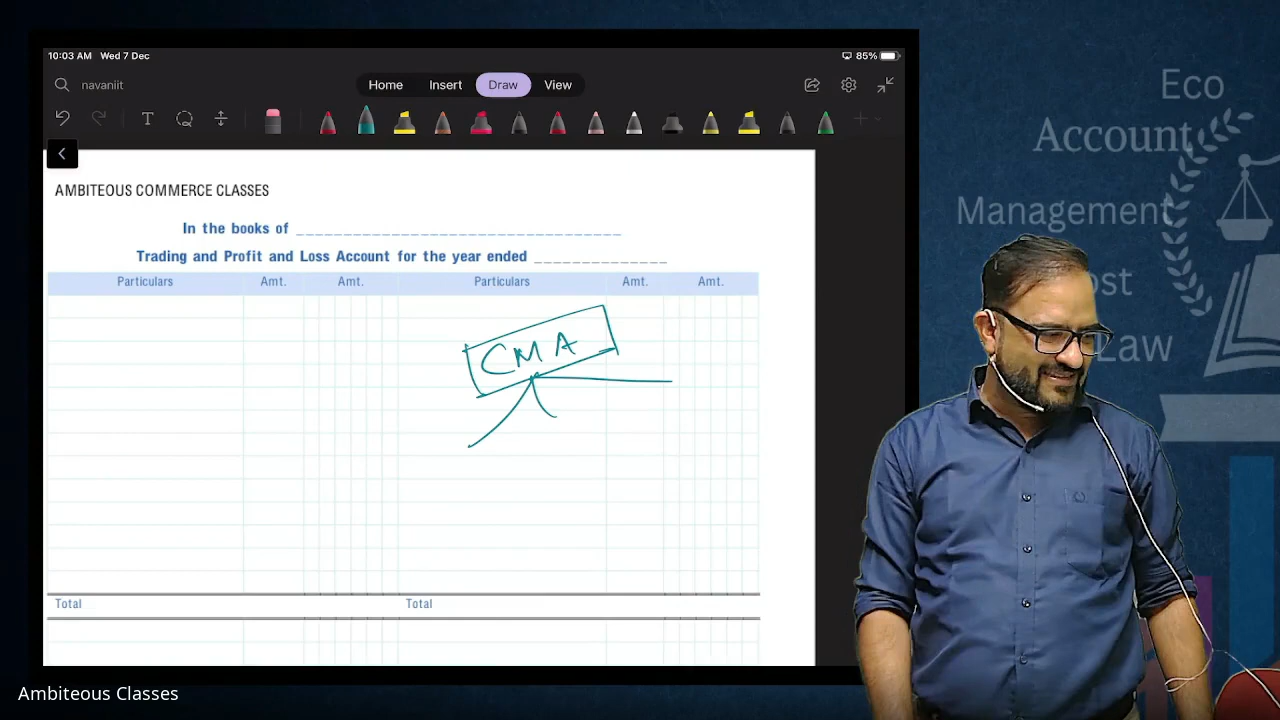 10:03 AM Wed 7 Dec
85%
navaniit
Home Insert Draw View
T
AMBITEOUS COMMERCE CLASSES
In the books of
Trading and Profit and Loss Account for the year ended
Particulars Amt. Amt. Particulars Amt. Amt.
CMA
Total Total
Eco
Account
Management
ost
Law
Ambiteous Classes